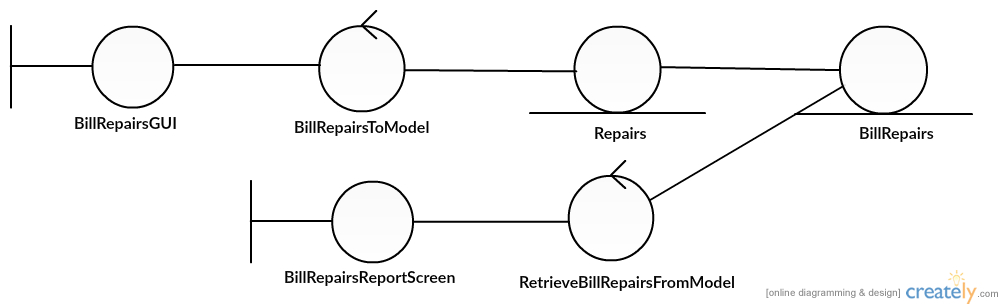 BillRepairsGUI
BillRepairsToModel
Repairs
BillRepairs
BillRepairsReportScreen
RetrieveBillRepairsFromModel
[online diagramming & design] creately.com